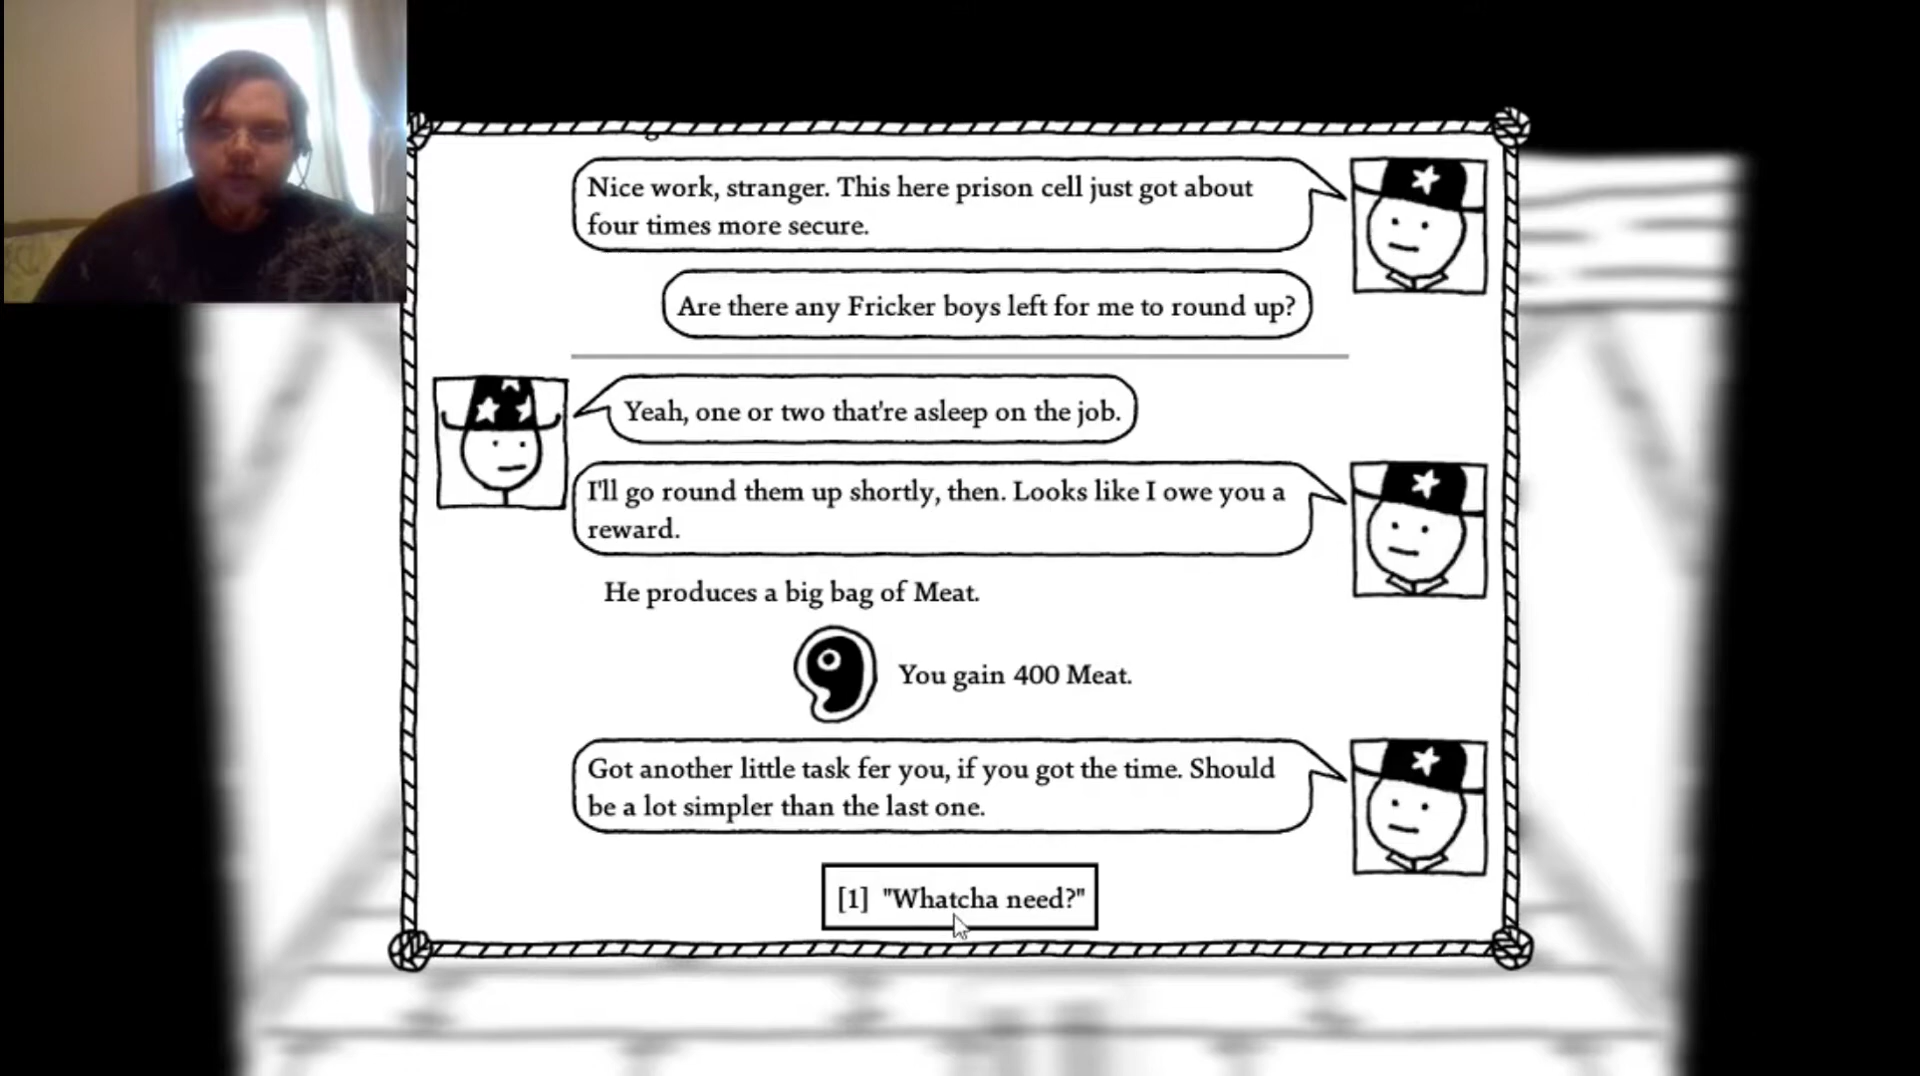 Nice work, stranger. This here prison cell just got about
four times more secure.
Are there any Fricker boys left for me to round up?
Yeah, one or two that're asleep on the job.
I'll go round them up shortly, then. Looks like I owe you a
reward.
He produces a big bag of Meat.
You gain 400 Meat.
Got another little task fer you, if you got the time. Should
be a lot simpler than the last one.
[1] "Whatcha need?"